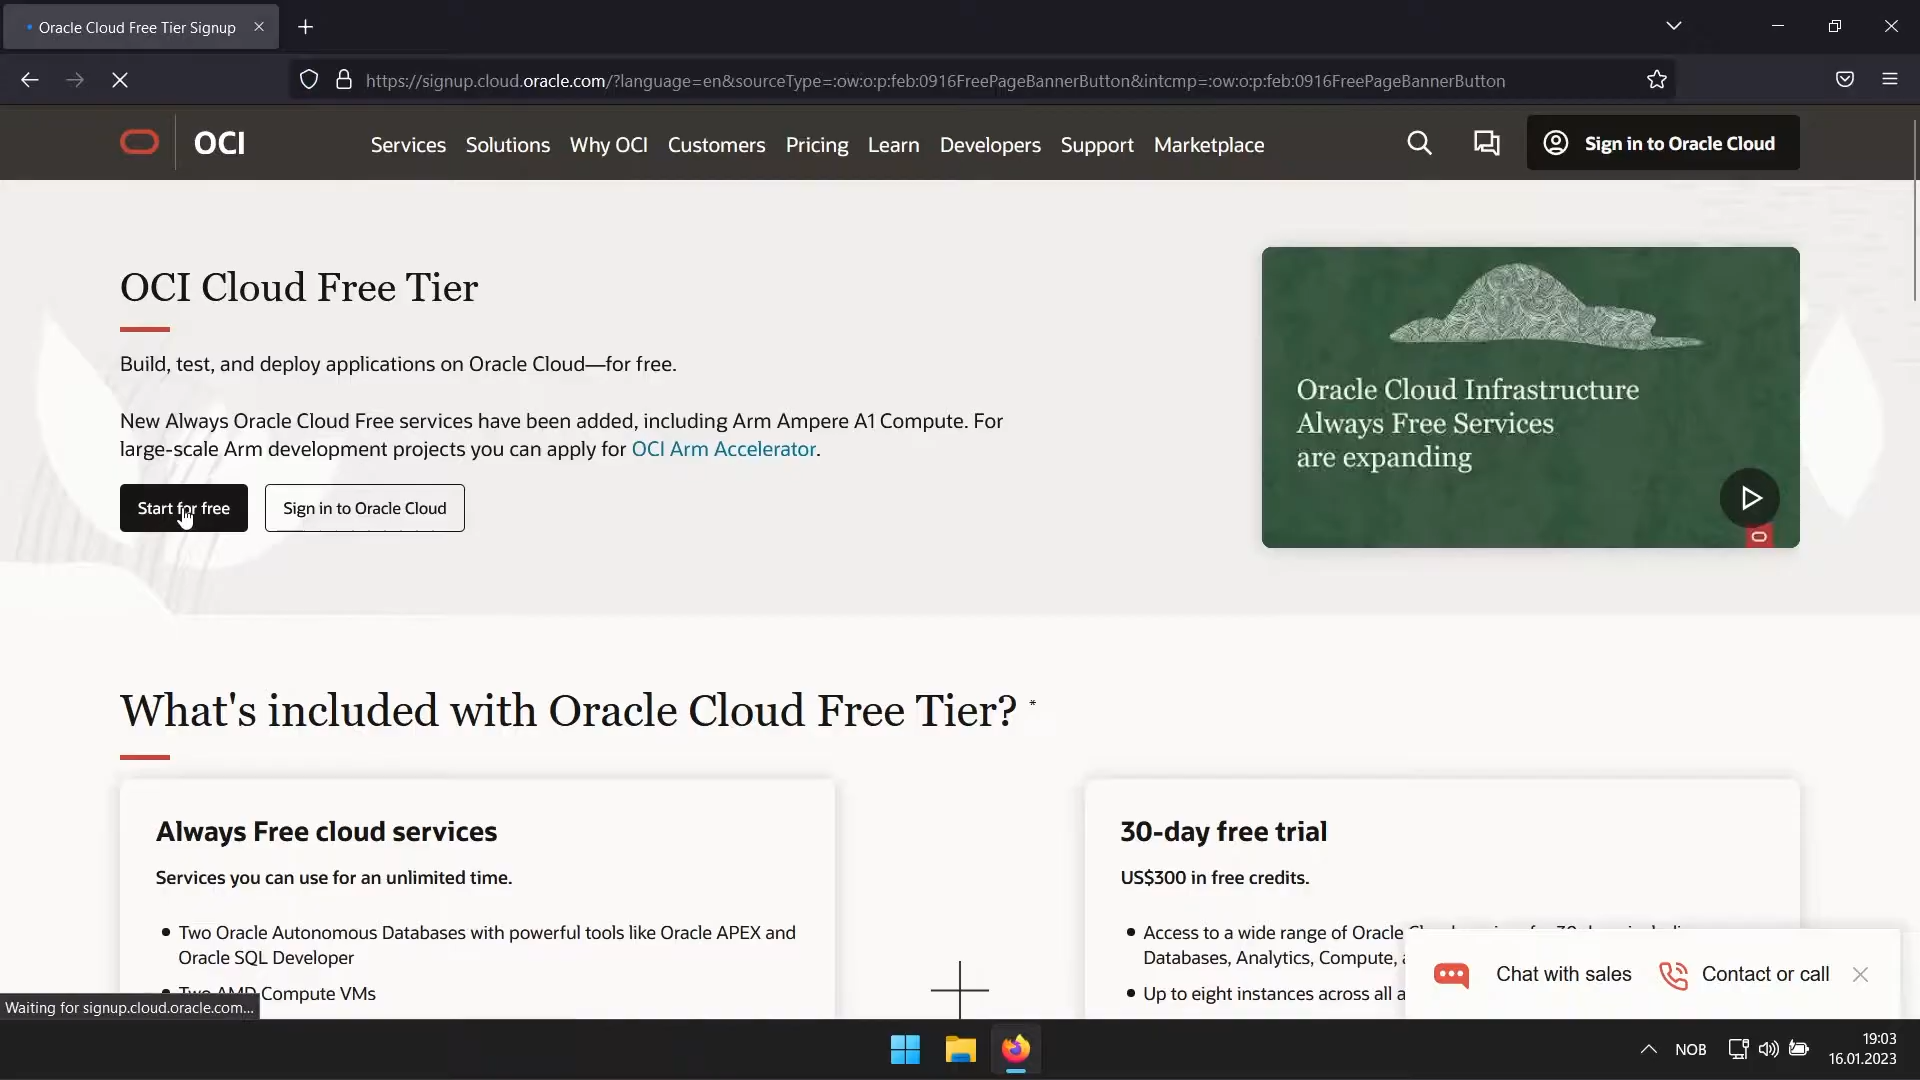 Oracle Cloud Free Tier Signup
https://signup.cloud.oracle.com/?language=en&sourceType=:ow:o:p:feb:0916FreePageBannerButton&intcmp=:ow:o:p:feb:0916FreePageBannerButton
OCI
Services Solutions Why OCI Customers Pricing Learn Developers Support Marketplace
Sign in to Oracle Cloud
OCI Cloud Free Tier
Build, test, and deploy applications on Oracle Cloud—for free.
New Always Oracle Cloud Free services have been added, including Arm Ampere A1 Compute. For
large-scale Arm development projects you can apply for OCI Arm Accelerator.
Start for free
Sign in to Oracle Cloud
Oracle Cloud Infrastructure
Always Free Services
are expanding
What's included with Oracle Cloud Free Tier? *
Always Free cloud services
Services you can use for an unlimited time.
• Two Oracle Autonomous Databases with powerful tools like Oracle APEX and
Oracle SQL Developer
• Two AMD Compute VMs
30-day free trial
US$300 in free credits.
• Access to a wide range of Oracle
Databases, Analytics, Compute,
• Up to eight instances across all
Chat with sales
Contact or call
Waiting for signup.cloud.oracle.com...
NOB
19:03
16.01.2023